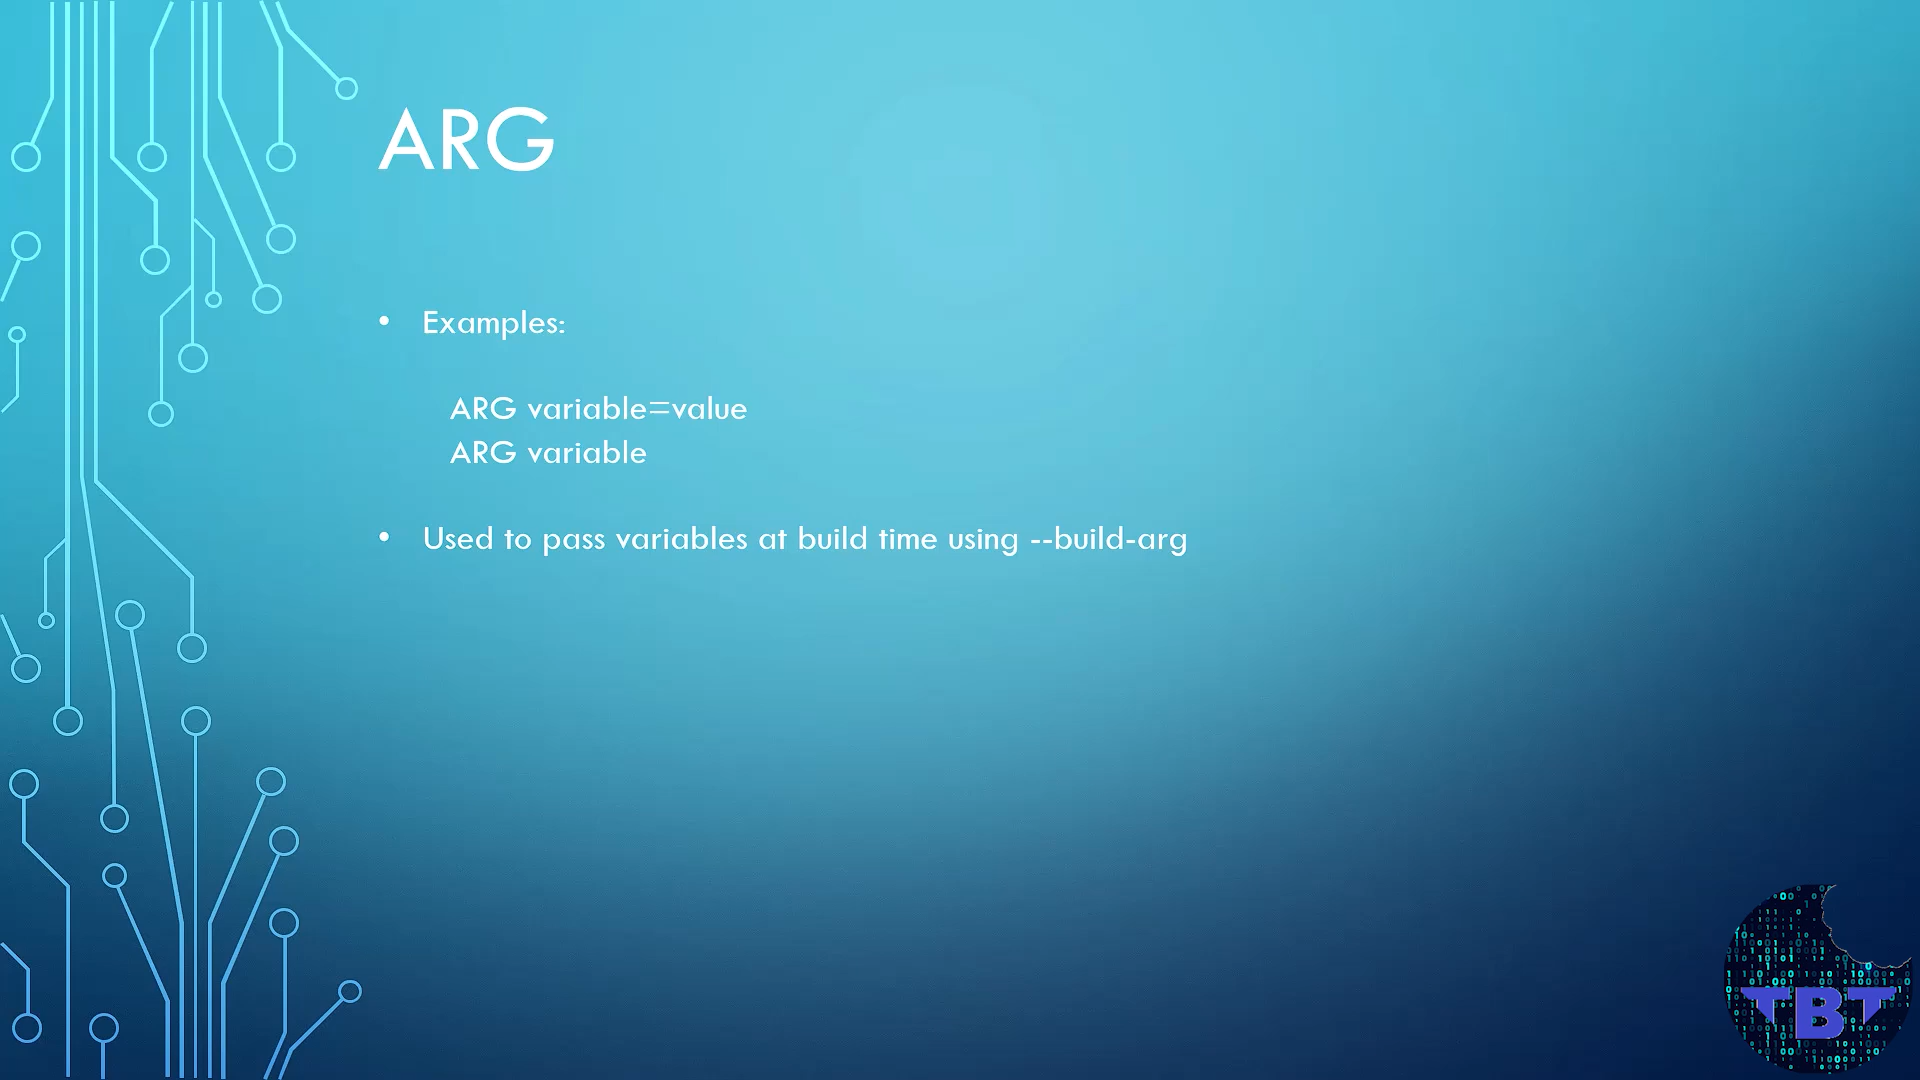 ARG
• Examples:
ARG variable=value
ARG variable
• Used to pass variables at build time using --build-arg
TBT